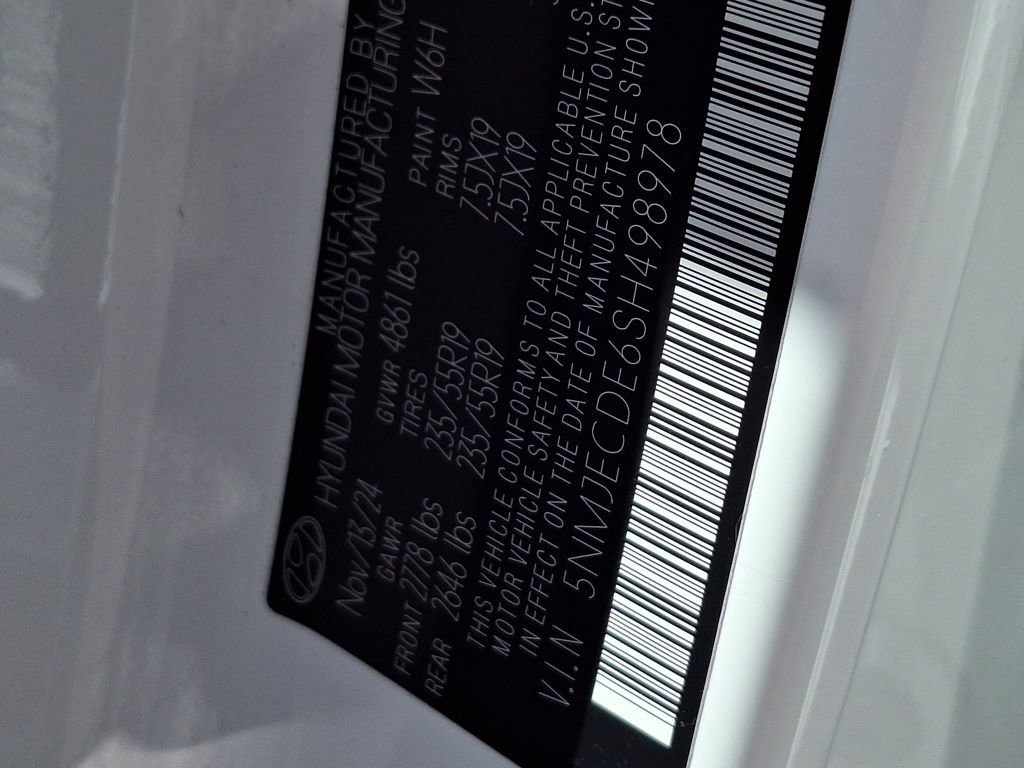 MANUFACTURED BY
HYUNDAI MOTOR MANUFACTURING
Nov/13/24 GVWR 4861 lbs PAINT W6H
GAWR TIRES RIMS
FRONT 2778 lbs 235/55R19 7.5JX19
REAR 2646 lbs 235/55R19 7.5JX19
THIS VEHICLE CONFORMS TO ALL APPLICABLE U.S.
MOTOR VEHICLE SAFETY AND THEFT PREVENTION ST
IN EFFECT ON THE DATE OF MANUFACTURE SHOW
V.I.N 5NMJECDE6SH498978